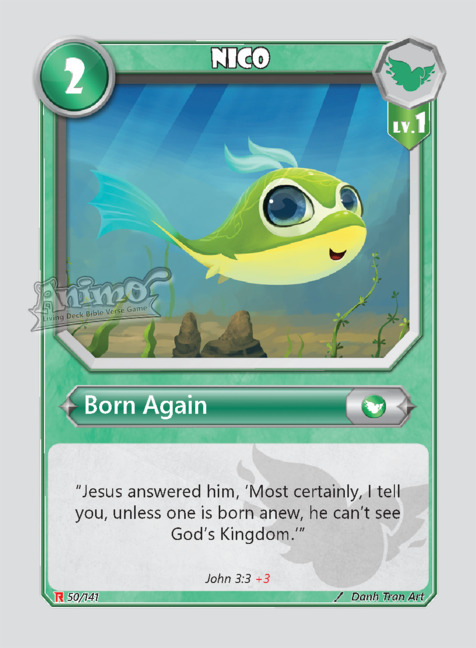 NICO
2
LV.1
Animo
Living Deck Bible Verse Game
Born Again
“Jesus answered him, ‘Most certainly, I tell
you, unless one is born anew, he can’t see
God’s Kingdom.’”
John 3:3 +3
R 50/141
Danh Tran Art